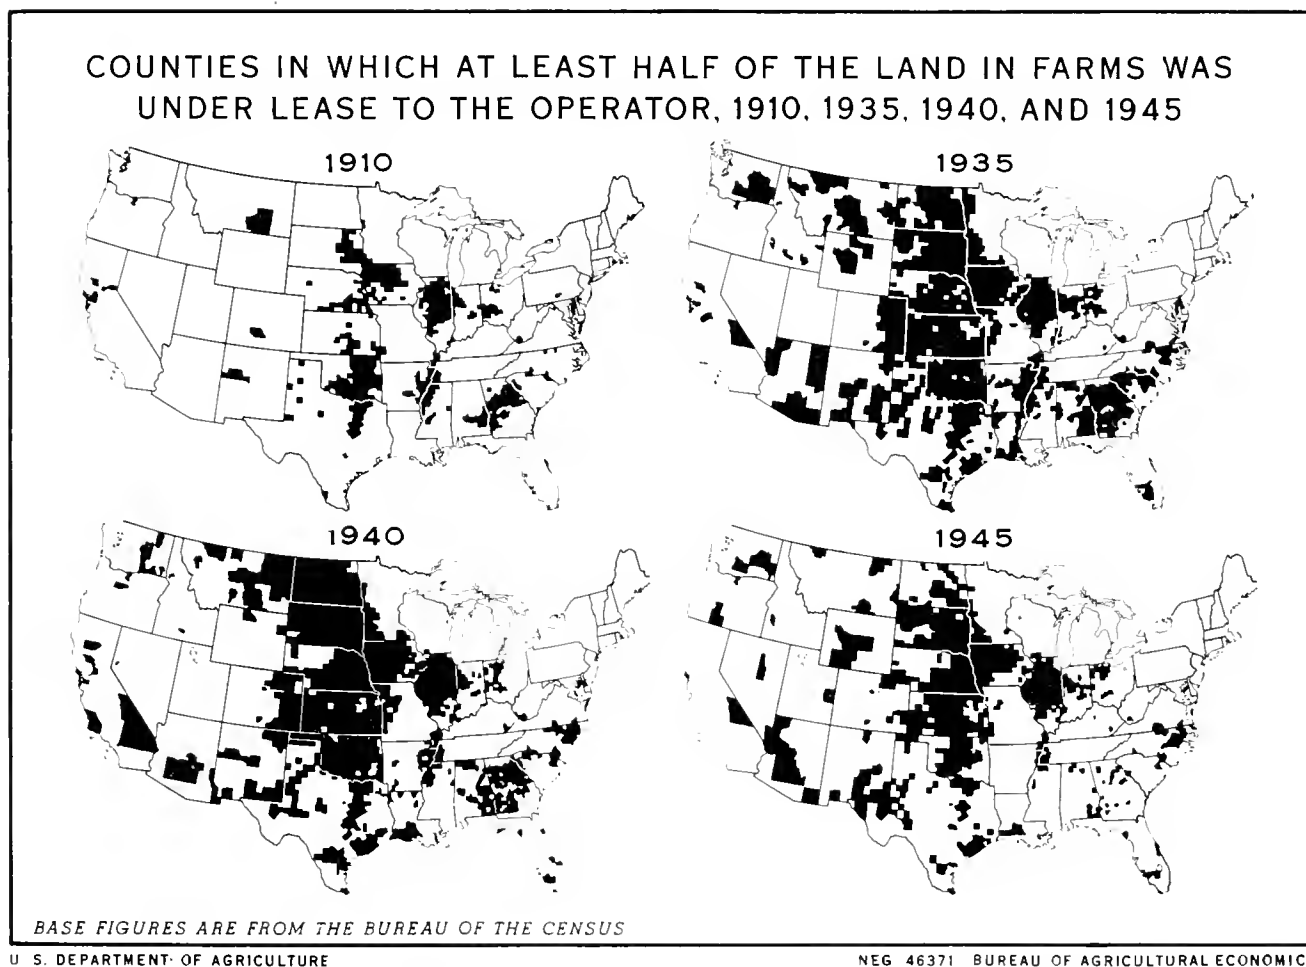 COUNTIES IN WHICH AT LEAST HALF OF THE LAND IN FARMS WAS
UNDER LEASE TO THE OPERATOR, 1910, 1935, 1940, AND 1945
1910
1935
1940
1945
BASE FIGURES ARE FROM THE BUREAU OF THE CENSUS
U S. DEPARTMENT OF AGRICULTURE
NEG 46371 BUREAU OF AGRICULTURAL ECONOMIC